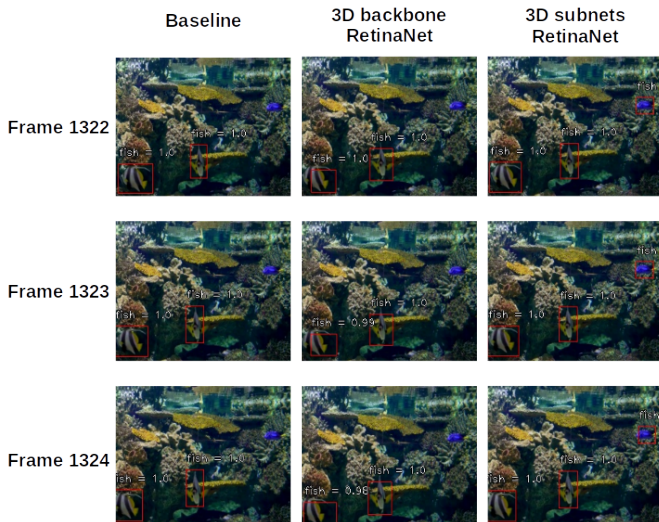 Baseline
3D backbone
RetinaNet
3D subnets
RetinaNet
Frame 1322
fish = 1.0
fish = 1.0
fish = 1.0
= 1.0
fish
fish = 1.0
fish = 1.0
Frame 1323
fish = 1.0
fish = 1.0
fish = 1.0
fish = 0.99
fish
fish = 1.0
fish = 1.0
Frame 1324
fish = 1.0
ish = 1.0
fish = 1.0
fish = 0.98
fish
fish = 1.0
ish = 1.0